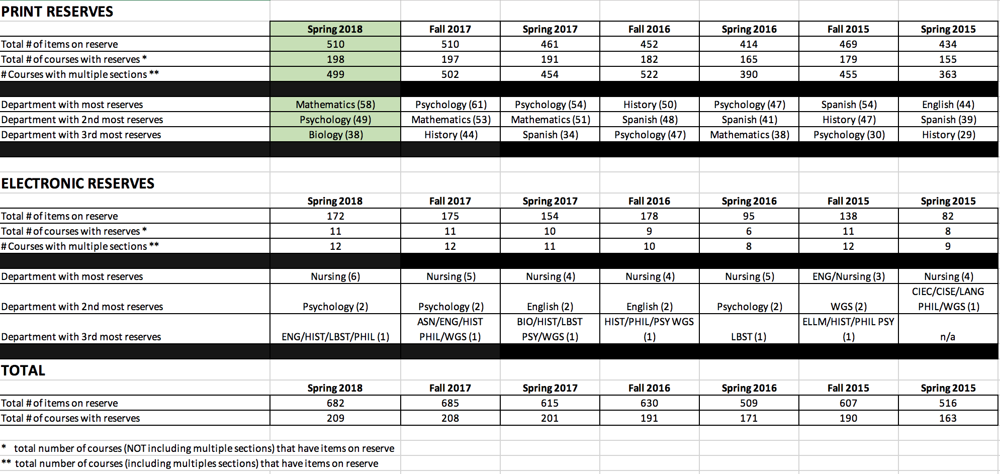 PRINT RESERVES
Spring 2018 Fall 2017 Spring 2017 Fall 2016 Spring 2016 Fall 2015 Spring 2015
Total # of items on reserve 510 510 461 452 414 469 434
Total # of courses with reserves * 198 197 191 182 165 179 155
# Courses with multiple sections ** 499 502 454 522 390 455 363
Department with most reserves Mathematics (58) Psychology (61) Psychology (54) History (50) Psychology (47) Spanish (54) English (44)
Department with 2nd most reserves Psychology (49) Mathematics (53) Mathematics (51) Spanish (48) Spanish (41) History (47) Spanish (39)
Department with 3rd most reserves Biology (38) History (44) Spanish (34) Psychology (47) Mathematics (38) Psychology (30) History (29)
ELECTRONIC RESERVES
Spring 2018 Fall 2017 Spring 2017 Fall 2016 Spring 2016 Fall 2015 Spring 2015
Total # of items on reserve 172 175 154 178 95 138 82
Total # of courses with reserves * 11 11 10 9 6 11 8
# Courses with multiple sections ** 12 12 11 10 8 12 9
Department with most reserves Nursing (6) Nursing (5) Nursing (4) Nursing (4) Nursing (5) ENG/Nursing (3) Nursing (4)
CIEC/CISE/LANG
Department with 2nd most reserves Psychology (2) Psychology (2) English (2) English (2) Psychology (2) WGS (2) PHIL/WGS (1)
ASN/ENG/HIST BIO/HIST/LBST HIST/PHIL/PSY WGS ELLM/HIST/PHIL PSY
Department with 3rd most reserves ENG/HIST/LBST/PHIL (1) PHIL/WGS (1) PSY/WGS (1) (1) LBST (1) (1) n/a
TOTAL
Spring 2018 Fall 2017 Spring 2017 Fall 2016 Spring 2016 Fall 2015 Spring 2015
Total # of items on reserve 682 685 615 630 509 607 516
Total # of courses with reserves 209 208 201 191 171 190 163
* total number of courses (NOT including multiple sections) that have items on reserve
** total number of courses (including multiples sections) that have items on reserve